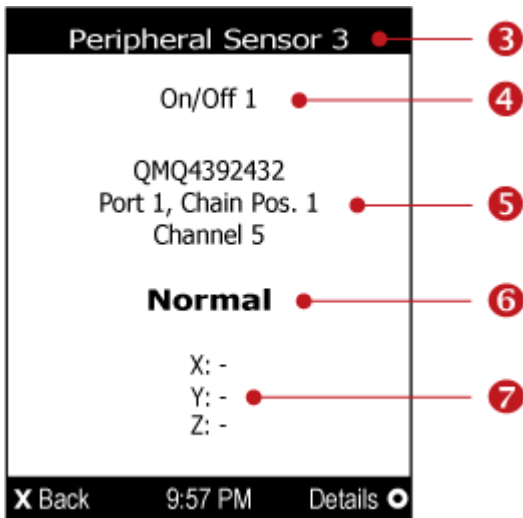 Peripheral Sensor 3
3
On/Off 1
4
QMQ4392432
Port 1, Chain Pos. 1
5
Channel 5
Normal
6
X: -
Y: -
7
Z: -
X Back 9:57 PM Details O